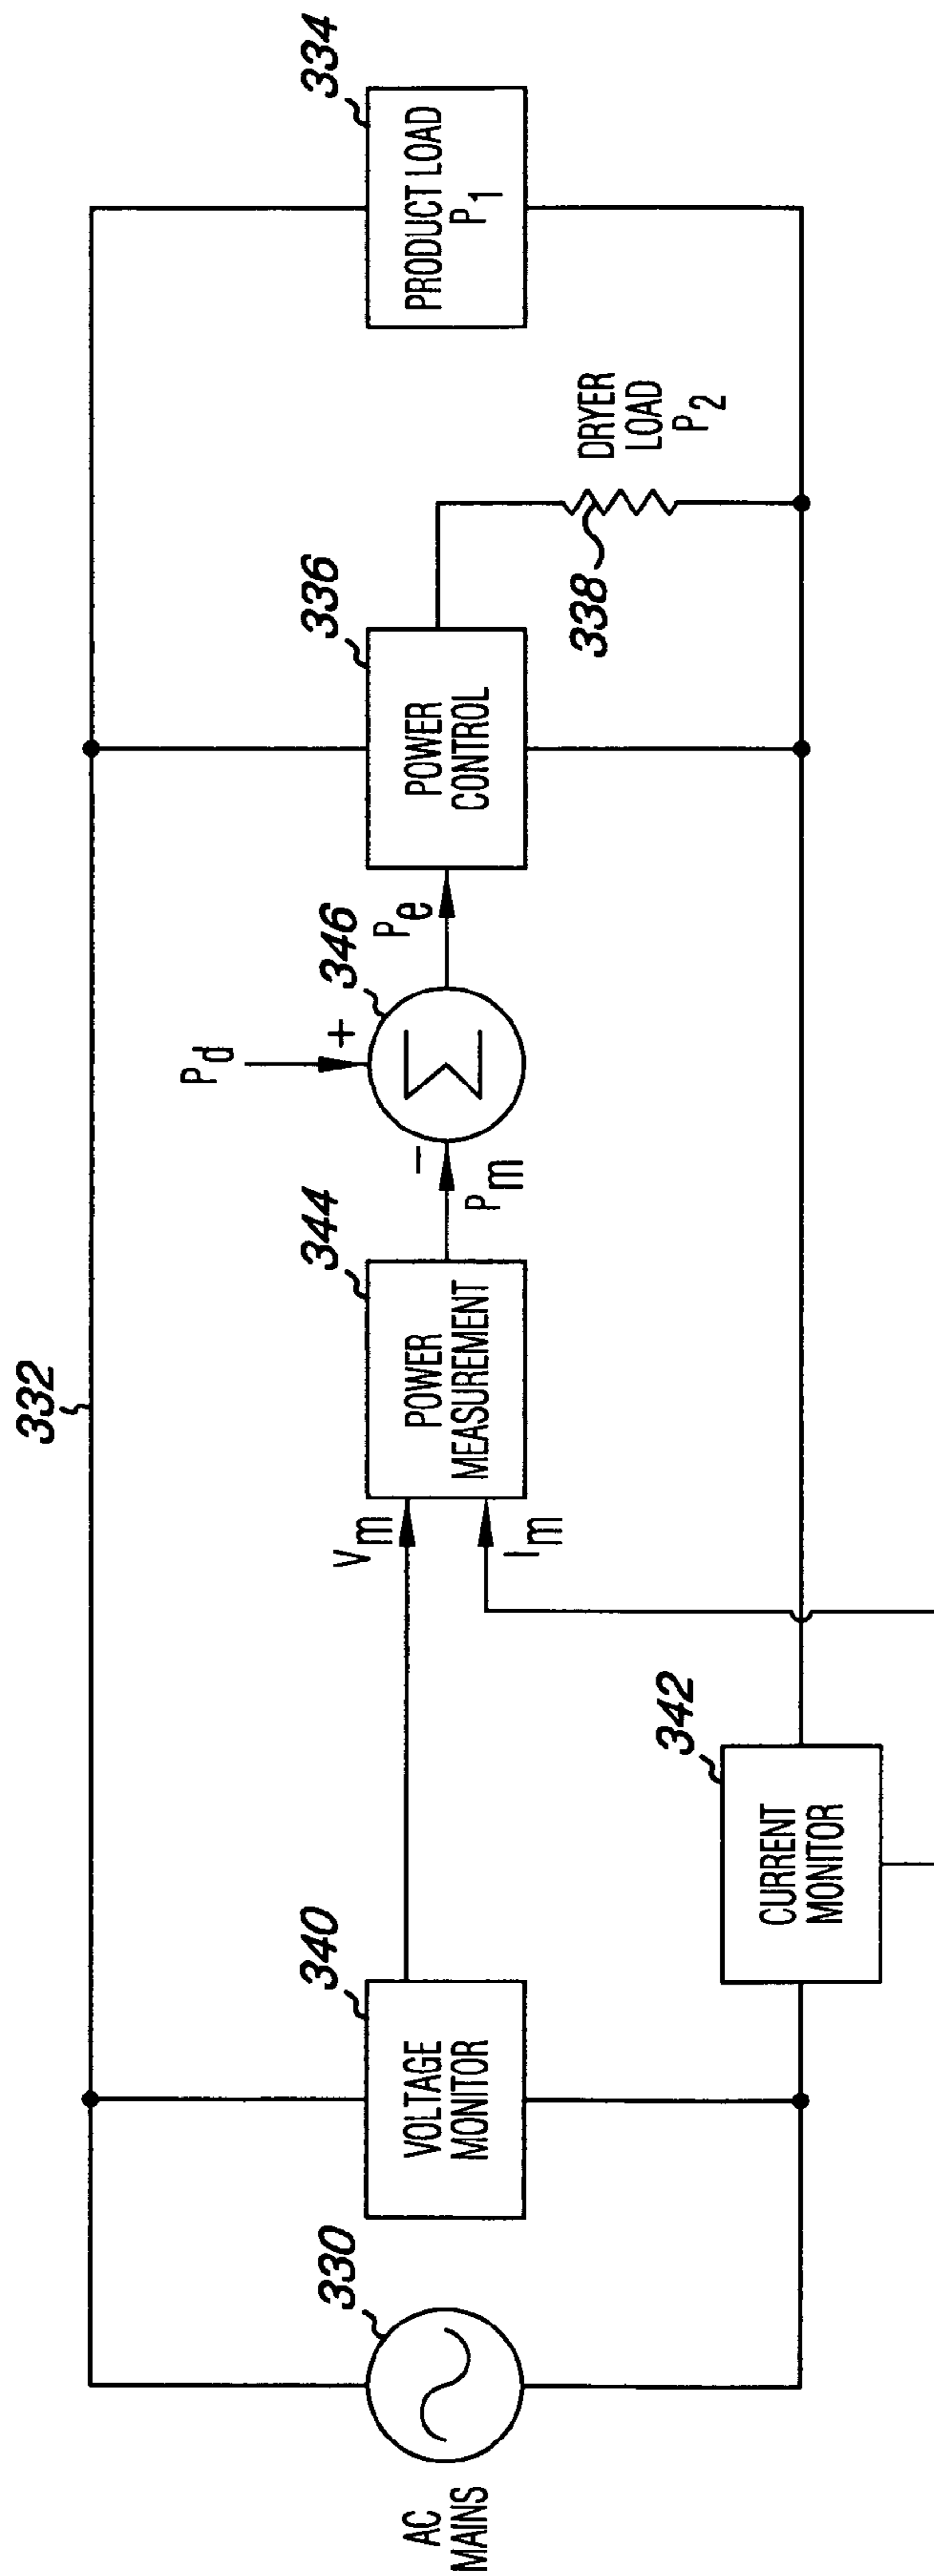 332
334
PRODUCT LOAD
P1
336
POWER
CONTROL
DRYER
LOAD
P2
338
346
Pe
Pd
+
Σ
−
Pm
344
POWER
MEASUREMENT
Vm
Im
342
CURRENT
MONITOR
340
VOLTAGE
MONITOR
330
AC
MAINS